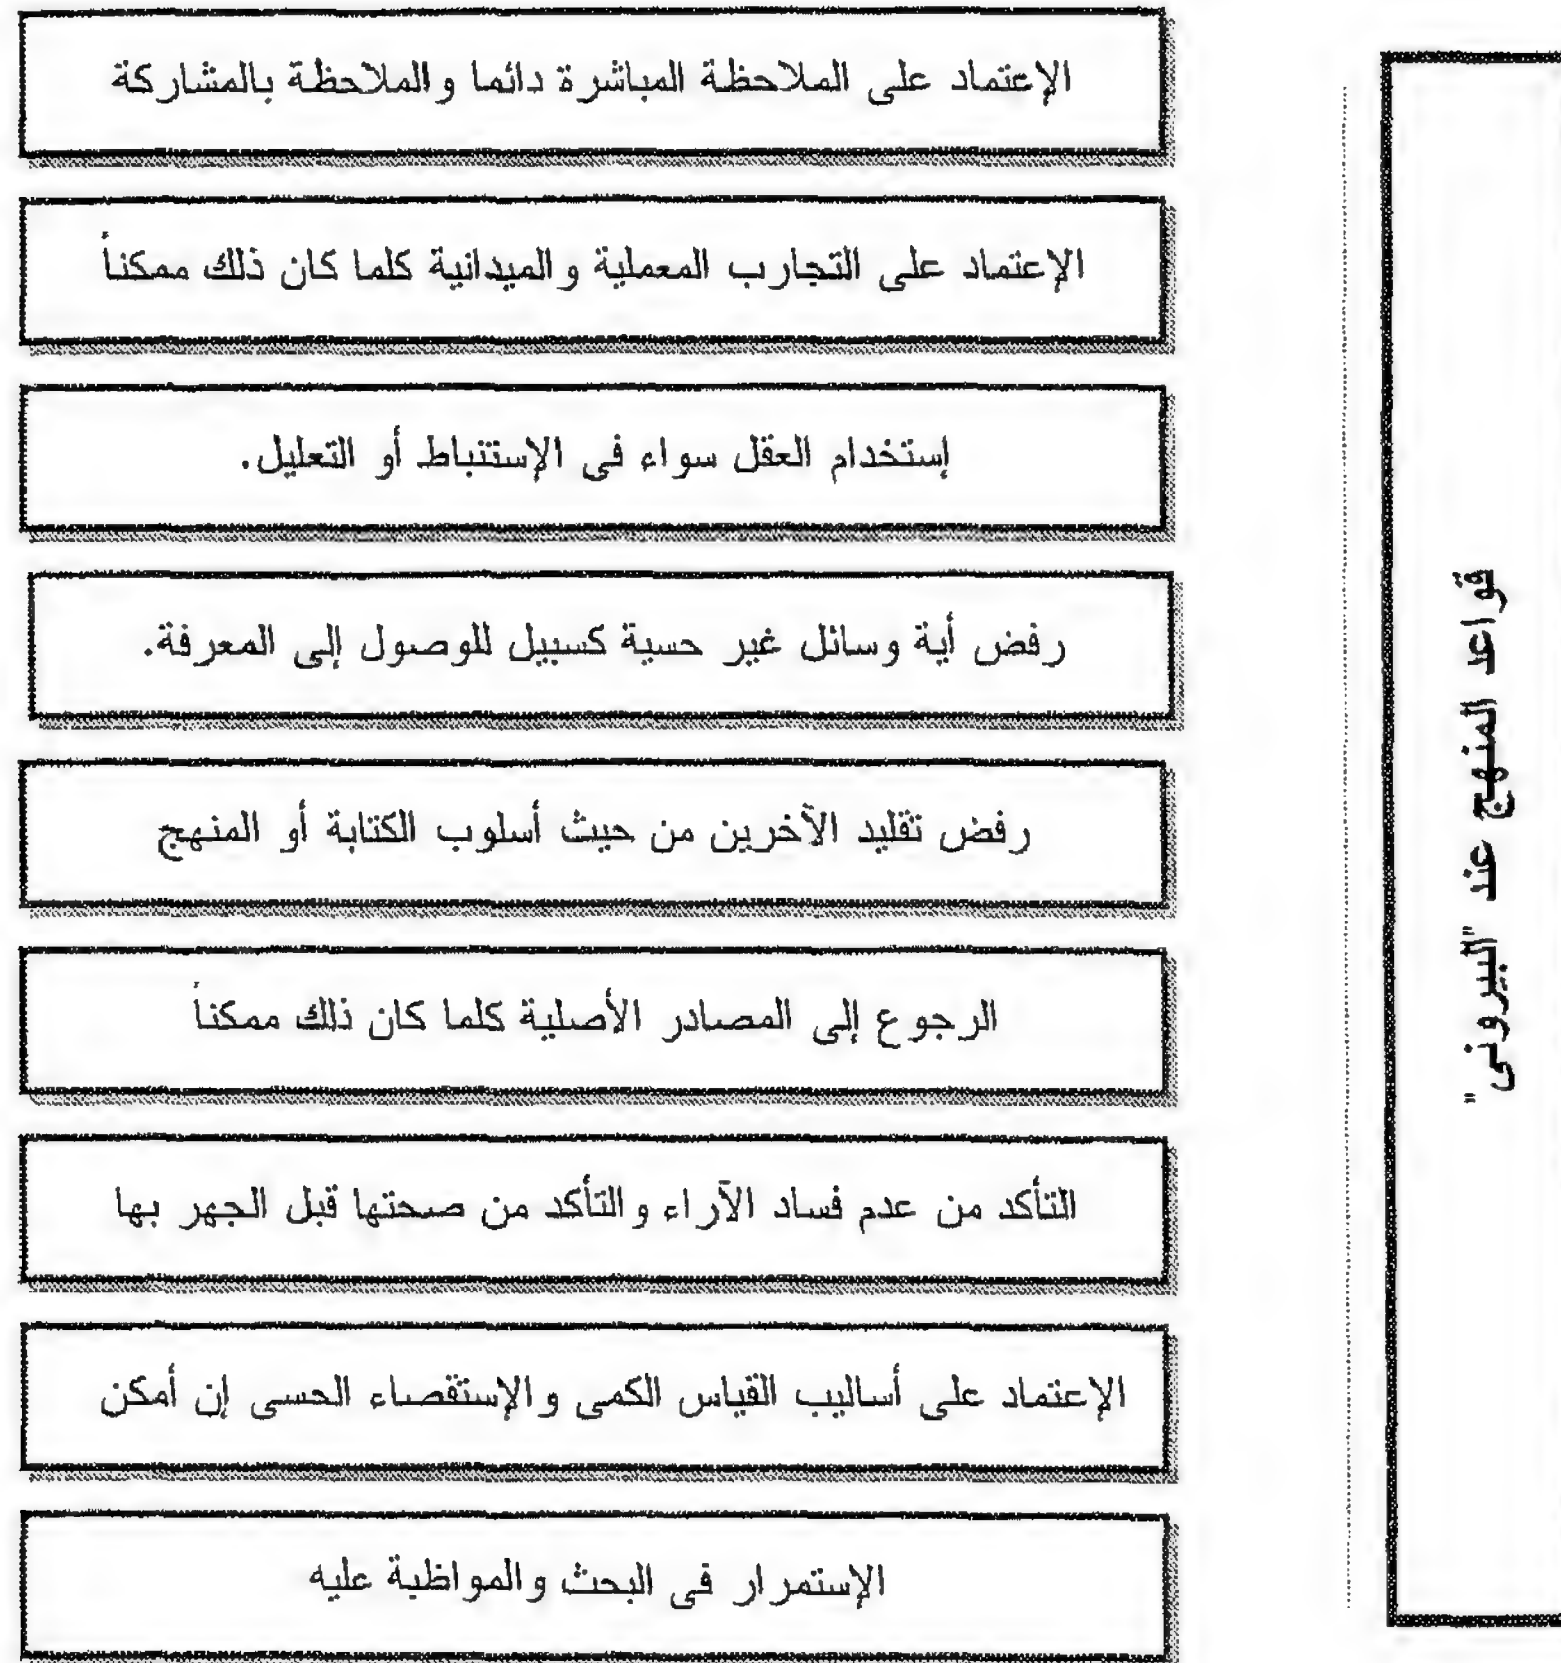 قواعد المنهج عند "البيرونى"
الإعتماد على الملاحظة المباشرة دائما والملاحظة بالمشاركة
الإعتماد على التجارب المعملية والميدانية كلما كان ذلك ممكناً
إستخدام العقل سواء فى الإستنباط أو التعليل.
رفض أية وسائل غير حسية كسبيل للوصول إلى المعرفة.
رفض تقليد الآخرين من حيث أسلوب الكتابة أو المنهج
الرجوع إلى المصادر الأصلية كلما كان ذلك ممكناً
التأكد من عدم فساد الآراء والتأكد من صحتها قبل الجهر بها
الإعتماد على أساليب القياس الكمى والإستقصاء الحسى إن أمكن
الإستمرار فى البحث والمواظبة عليه